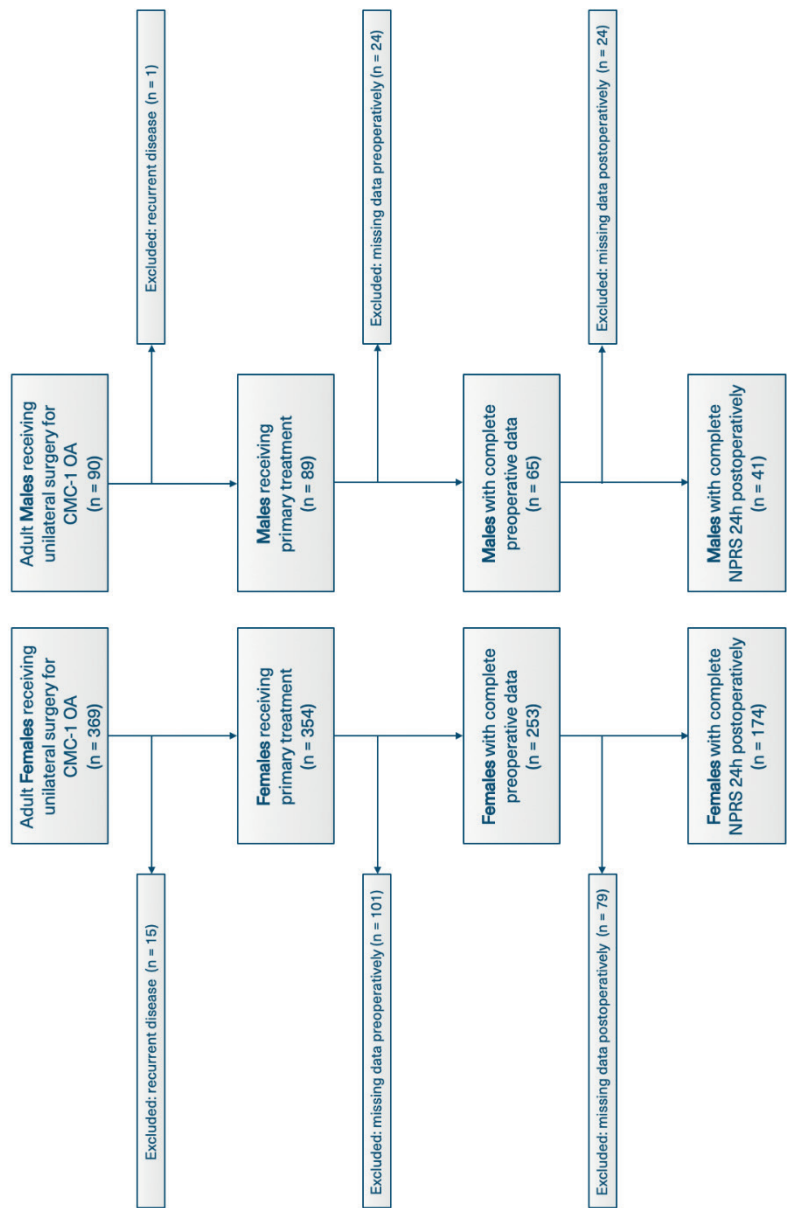 Adult Females receiving
unilateral surgery for
CMC-1 OA
(n = 369)
Adult Males receiving
unilateral surgery for
CMC-1 OA
(n = 90)
Excluded: recurrent disease (n = 15)
Excluded: recurrent disease (n = 1)
Females receiving
primary treatment
(n = 354)
Males receiving
primary treatment
(n = 89)
Excluded: missing data preoperatively (n = 101)
Excluded: missing data preoperatively (n = 24)
Females with complete
preoperative data
(n = 253)
Males with complete
preoperative data
(n = 65)
Excluded: missing data postoperatively (n = 79)
Excluded: missing data postoperatively (n = 24)
Females with complete
NPRS 24h postoperatively
(n = 174)
Males with complete
NPRS 24h postoperatively
(n = 41)